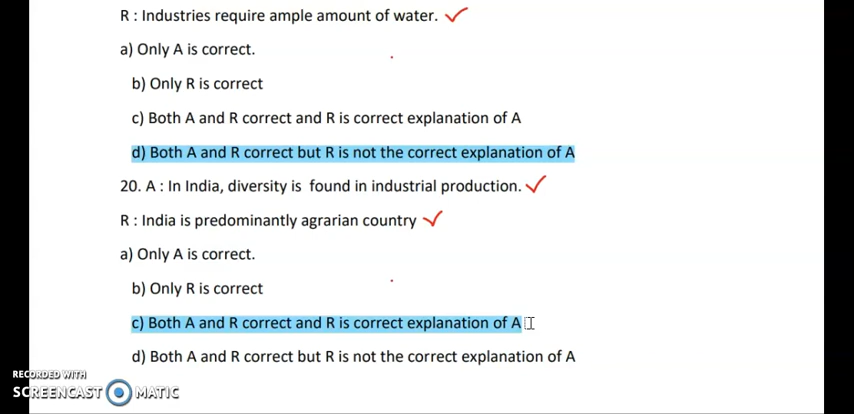 R : Industries require ample amount of water.
a) Only A is correct.
b) Only R is correct
c) Both A and R correct and R is correct explanation of A
d) Both A and R correct but R is not the correct explanation of A
20. A : In India, diversity is found in industrial production.
R : India is predominantly agrarian country
a) Only A is correct.
b) Only R is correct
c) Both A and R correct and R is correct explanation of A
d) Both A and R correct but R is not the correct explanation of A
RECORDED WITH
SCREENCAST MATIC